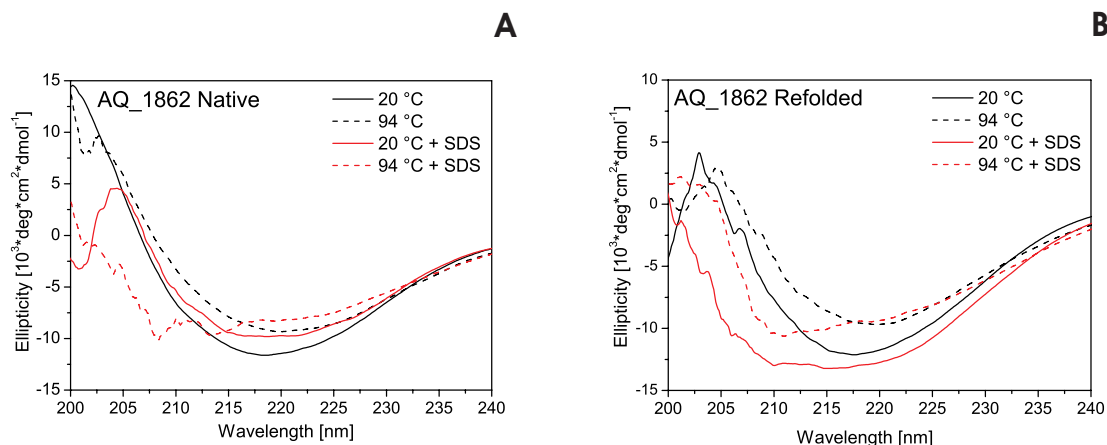 A
AQ_1862 Native
20 °C
94 °C
20 °C + SDS
94 °C + SDS
15
10
5
0
-5
-10
-15
Ellipticity [10³*deg*cm²*dmol⁻¹]
200 205 210 215 220 225 230 235 240
Wavelength [nm]
B
AQ_1862 Refolded
20 °C
94 °C
20 °C + SDS
94 °C + SDS
10
5
0
-5
-10
-15
Ellipticity [10³*deg*cm²*dmol⁻¹]
200 205 210 215 220 225 230 235 240
Wavelength [nm]